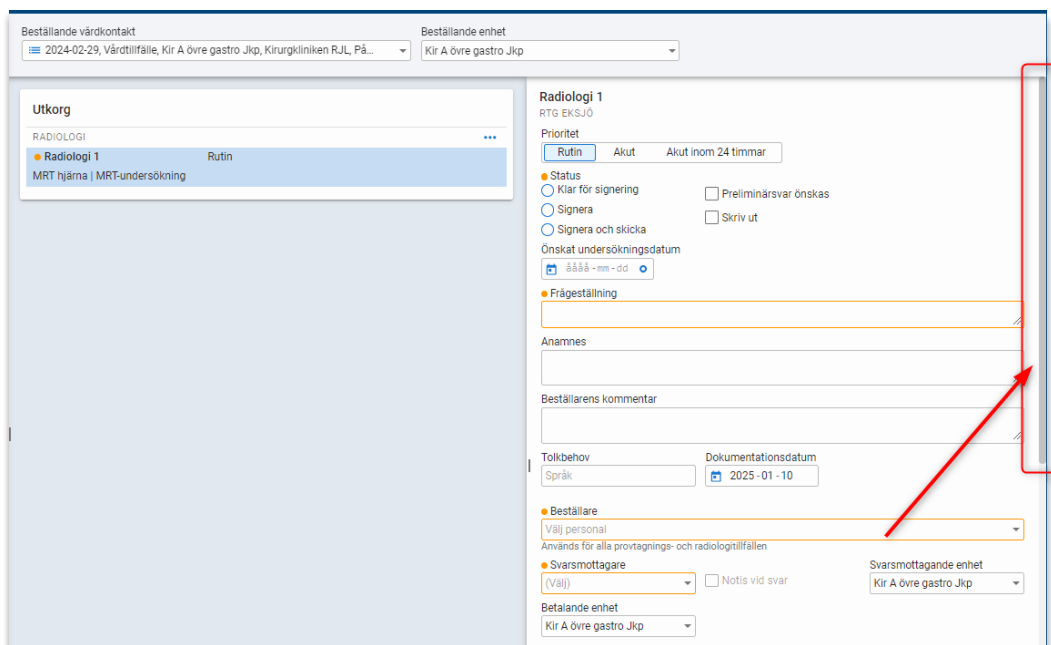 Beställande vårdkontakt
2024-02-29, Vårdtillfälle, Kir A övre gastro Jkp, Kirurgkliniken RJL, På...
Beställande enhet
Kir A övre gastro Jkp
Utkorg
RADIOLOGI
Radiologi 1 Rutin
MRT hjärna | MRT-undersökning
Radiologi 1
RTG EKSJÖ
Prioritet
Rutin Akut Akut inom 24 timmar
Status
Klar för signering
Signera
Signera och skicka
Preliminärsvar önskas
Skriv ut
Önskat undersökningsdatum
åååå-mm-dd
Frågeställning
Anamnes
Beställarens kommentar
Tolkbehov
Språk
Dokumentationsdatum
2025-01-10
Beställare
Välj personal
Används för alla provtagnings- och radiologitillfällen
Svarsmottagare
(Välj)
Notis vid svar
Svarsmottagande enhet
Kir A övre gastro Jkp
Betalande enhet
Kir A övre gastro Jkp